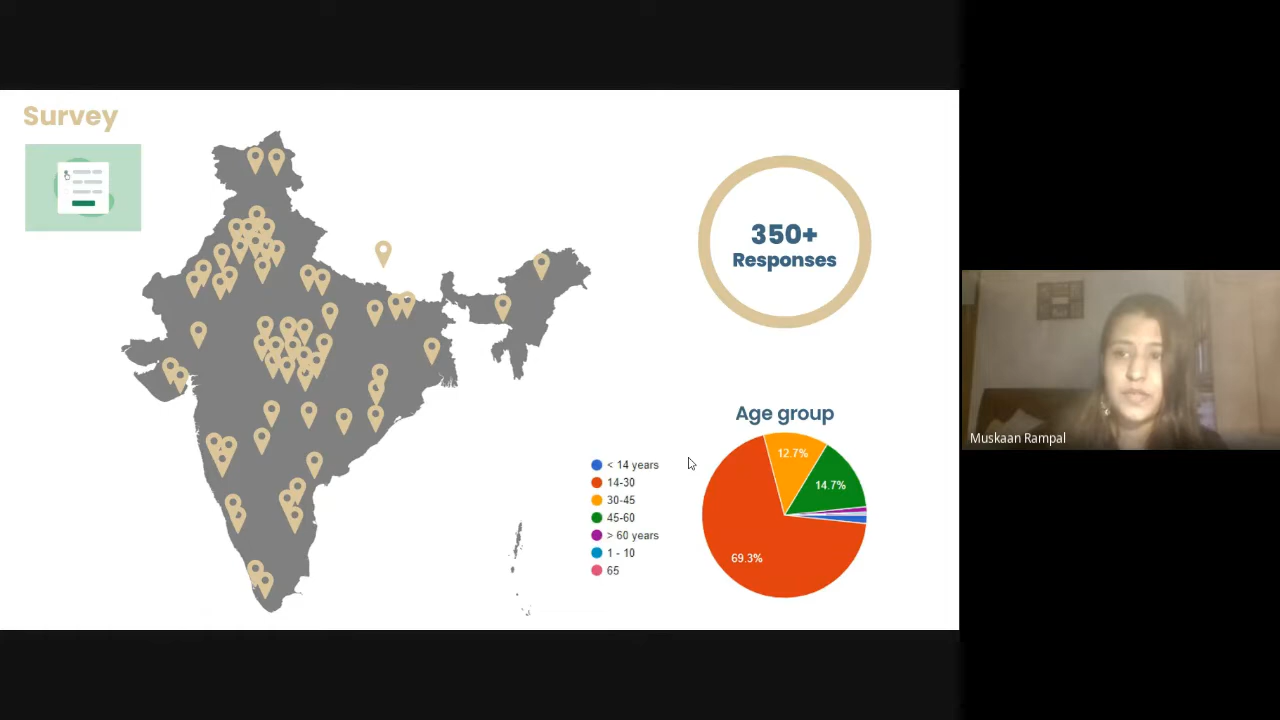 Survey
350+
Responses
Age group
< 14 years
14-30
30-45
45-60
> 60 years
1 - 10
65
12.7%
14.7%
69.3%
Muskaan Rampal